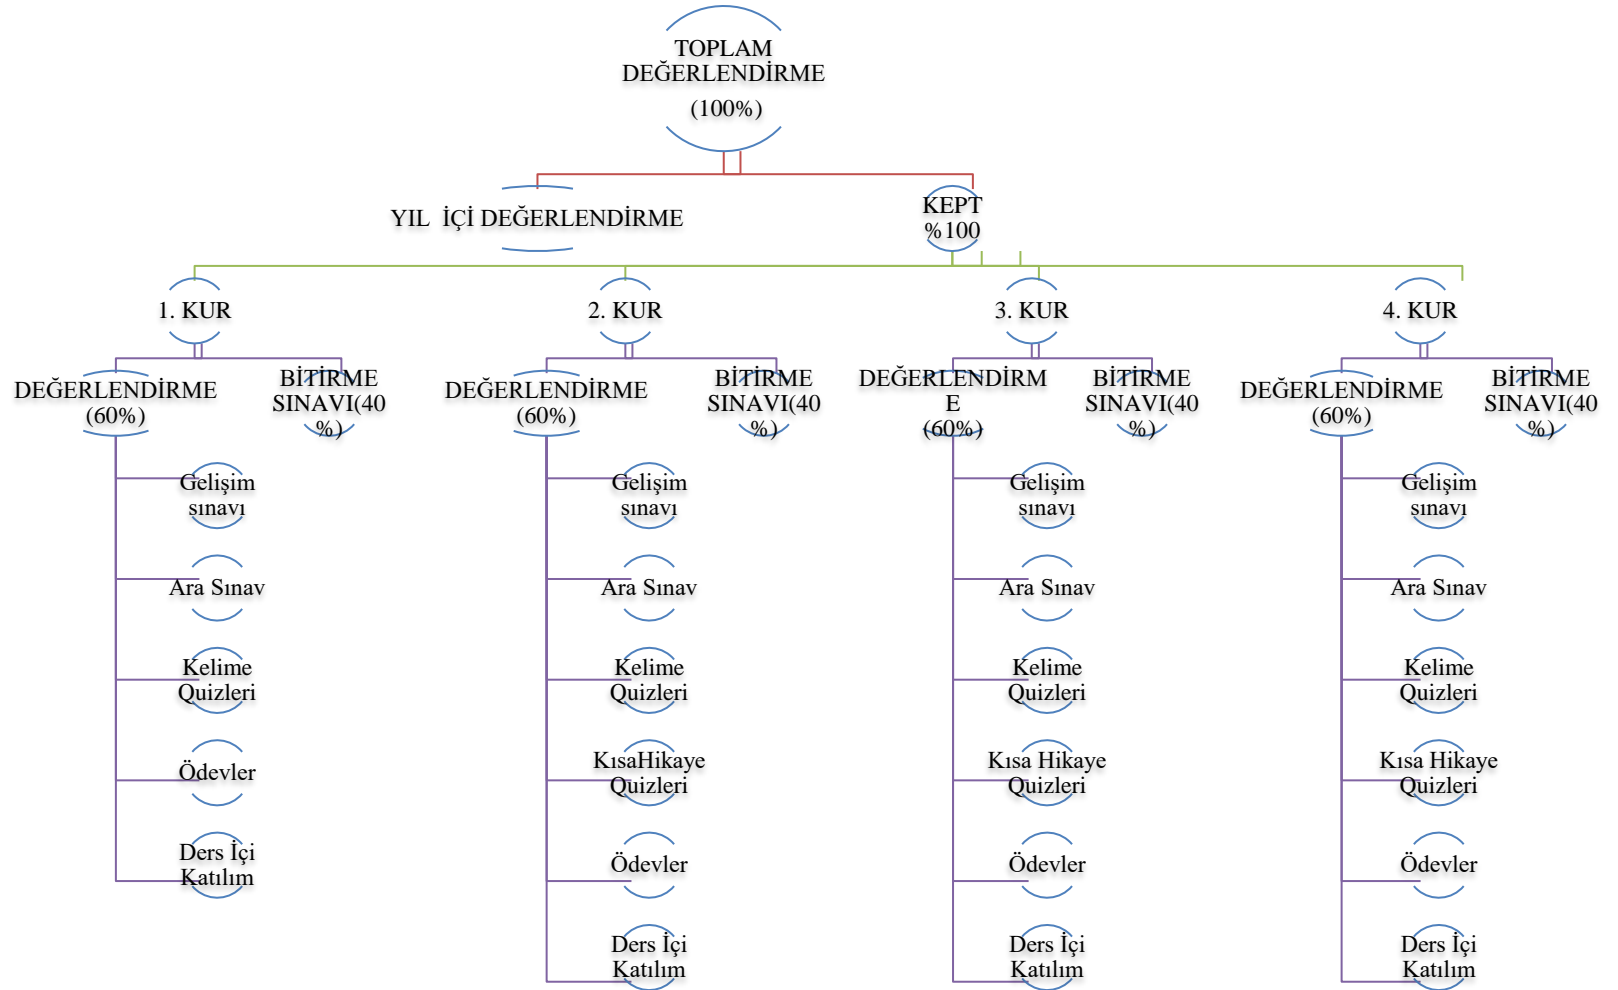 TOPLAM
DEĞERLENDİRME
(100%)
YIL İÇİ DEĞERLENDİRME
KEPT
%100
1. KUR
2. KUR
3. KUR
4. KUR
DEĞERLENDİRME
(60%)
BİTİRME
SINAVI(40
%)
DEĞERLENDİRME
(60%)
BİTİRME
SINAVI(40
%)
DEĞERLENDİRM
E
(60%)
BİTİRME
SINAVI(40
%)
DEĞERLENDİRME
(60%)
BİTİRME
SINAVI(40
%)
Gelişim
sınavı
Ara Sınav
Kelime
Quizleri
Ödevler
Ders İçi
Katılım
Gelişim
sınavı
Ara Sınav
Kelime
Quizleri
KısaHikaye
Quizleri
Ödevler
Ders İçi
Katılım
Gelişim
sınavı
Ara Sınav
Kelime
Quizleri
Kısa Hikaye
Quizleri
Ödevler
Ders İçi
Katılım
Gelişim
sınavı
Ara Sınav
Kelime
Quizleri
Kısa Hikaye
Quizleri
Ödevler
Ders İçi
Katılım